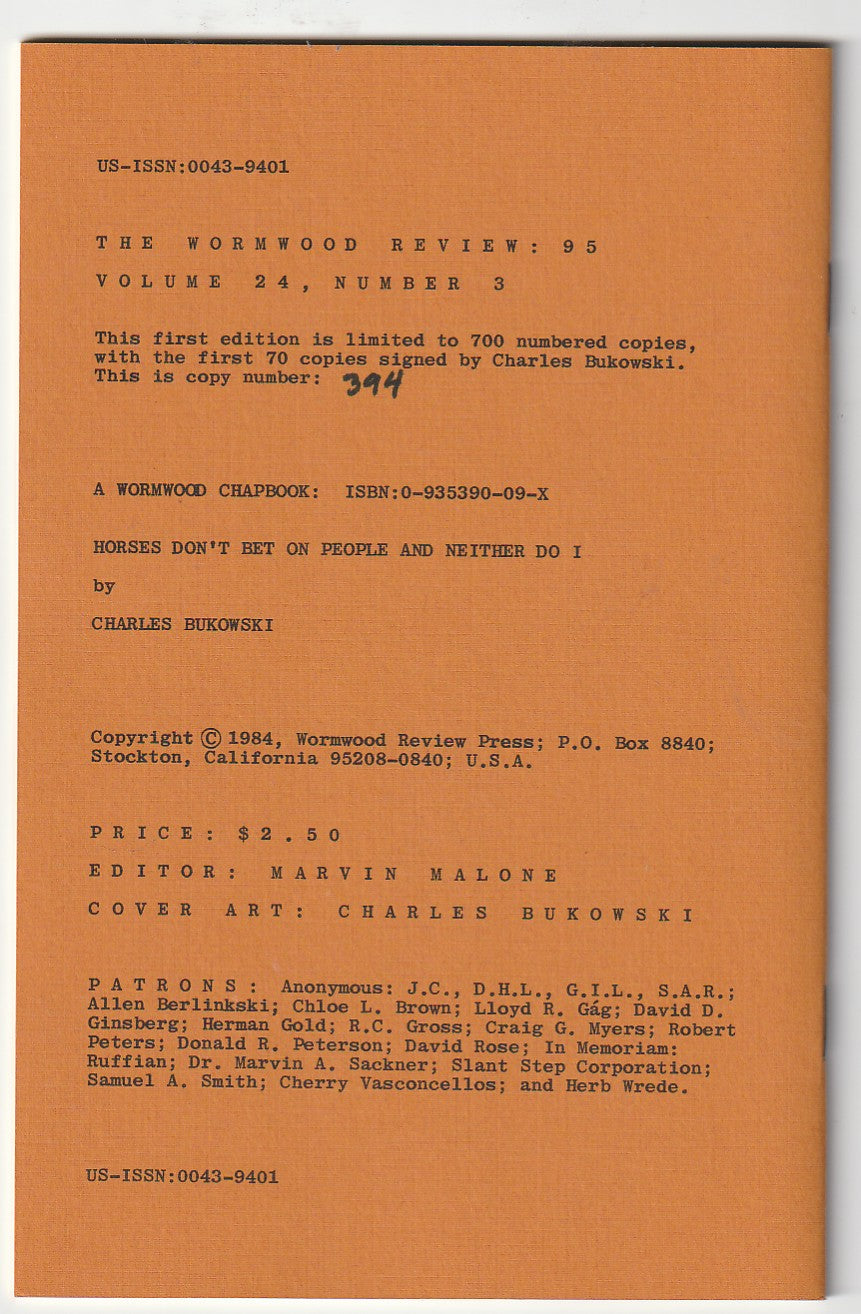 US-ISSN:0043-9401
THE WORMWOOD REVIEW: 95
VOLUME 24, NUMBER 3
This first edition is limited to 700 numbered copies,
with the first 70 copies signed by Charles Bukowski.
This is copy number: 394
A WORMWOOD CHAPBOOK: ISBN:0-935390-09-X
HORSES DON'T BET ON PEOPLE AND NEITHER DO I
by
CHARLES BUKOWSKI
Copyright © 1984, Wormwood Review Press; P.O. Box 8840;
Stockton, California 95208-0840; U.S.A.
PRICE: $2.50
EDITOR: MARVIN MALONE
COVER ART: CHARLES BUKOWSKI
PATRONS: Anonymous: J.C., D.H.L., G.I.L., S.A.R.;
Allen Berlinkski; Chloe L. Brown; Lloyd R. Gág; David D.
Ginsberg; Herman Gold; R.C. Gross; Craig G. Myers; Robert
Peters; Donald R. Peterson; David Rose; In Memoriam:
Ruffian; Dr. Marvin A. Sackner; Slant Step Corporation;
Samuel A. Smith; Cherry Vasconcellos; and Herb Wrede.
US-ISSN:0043-9401